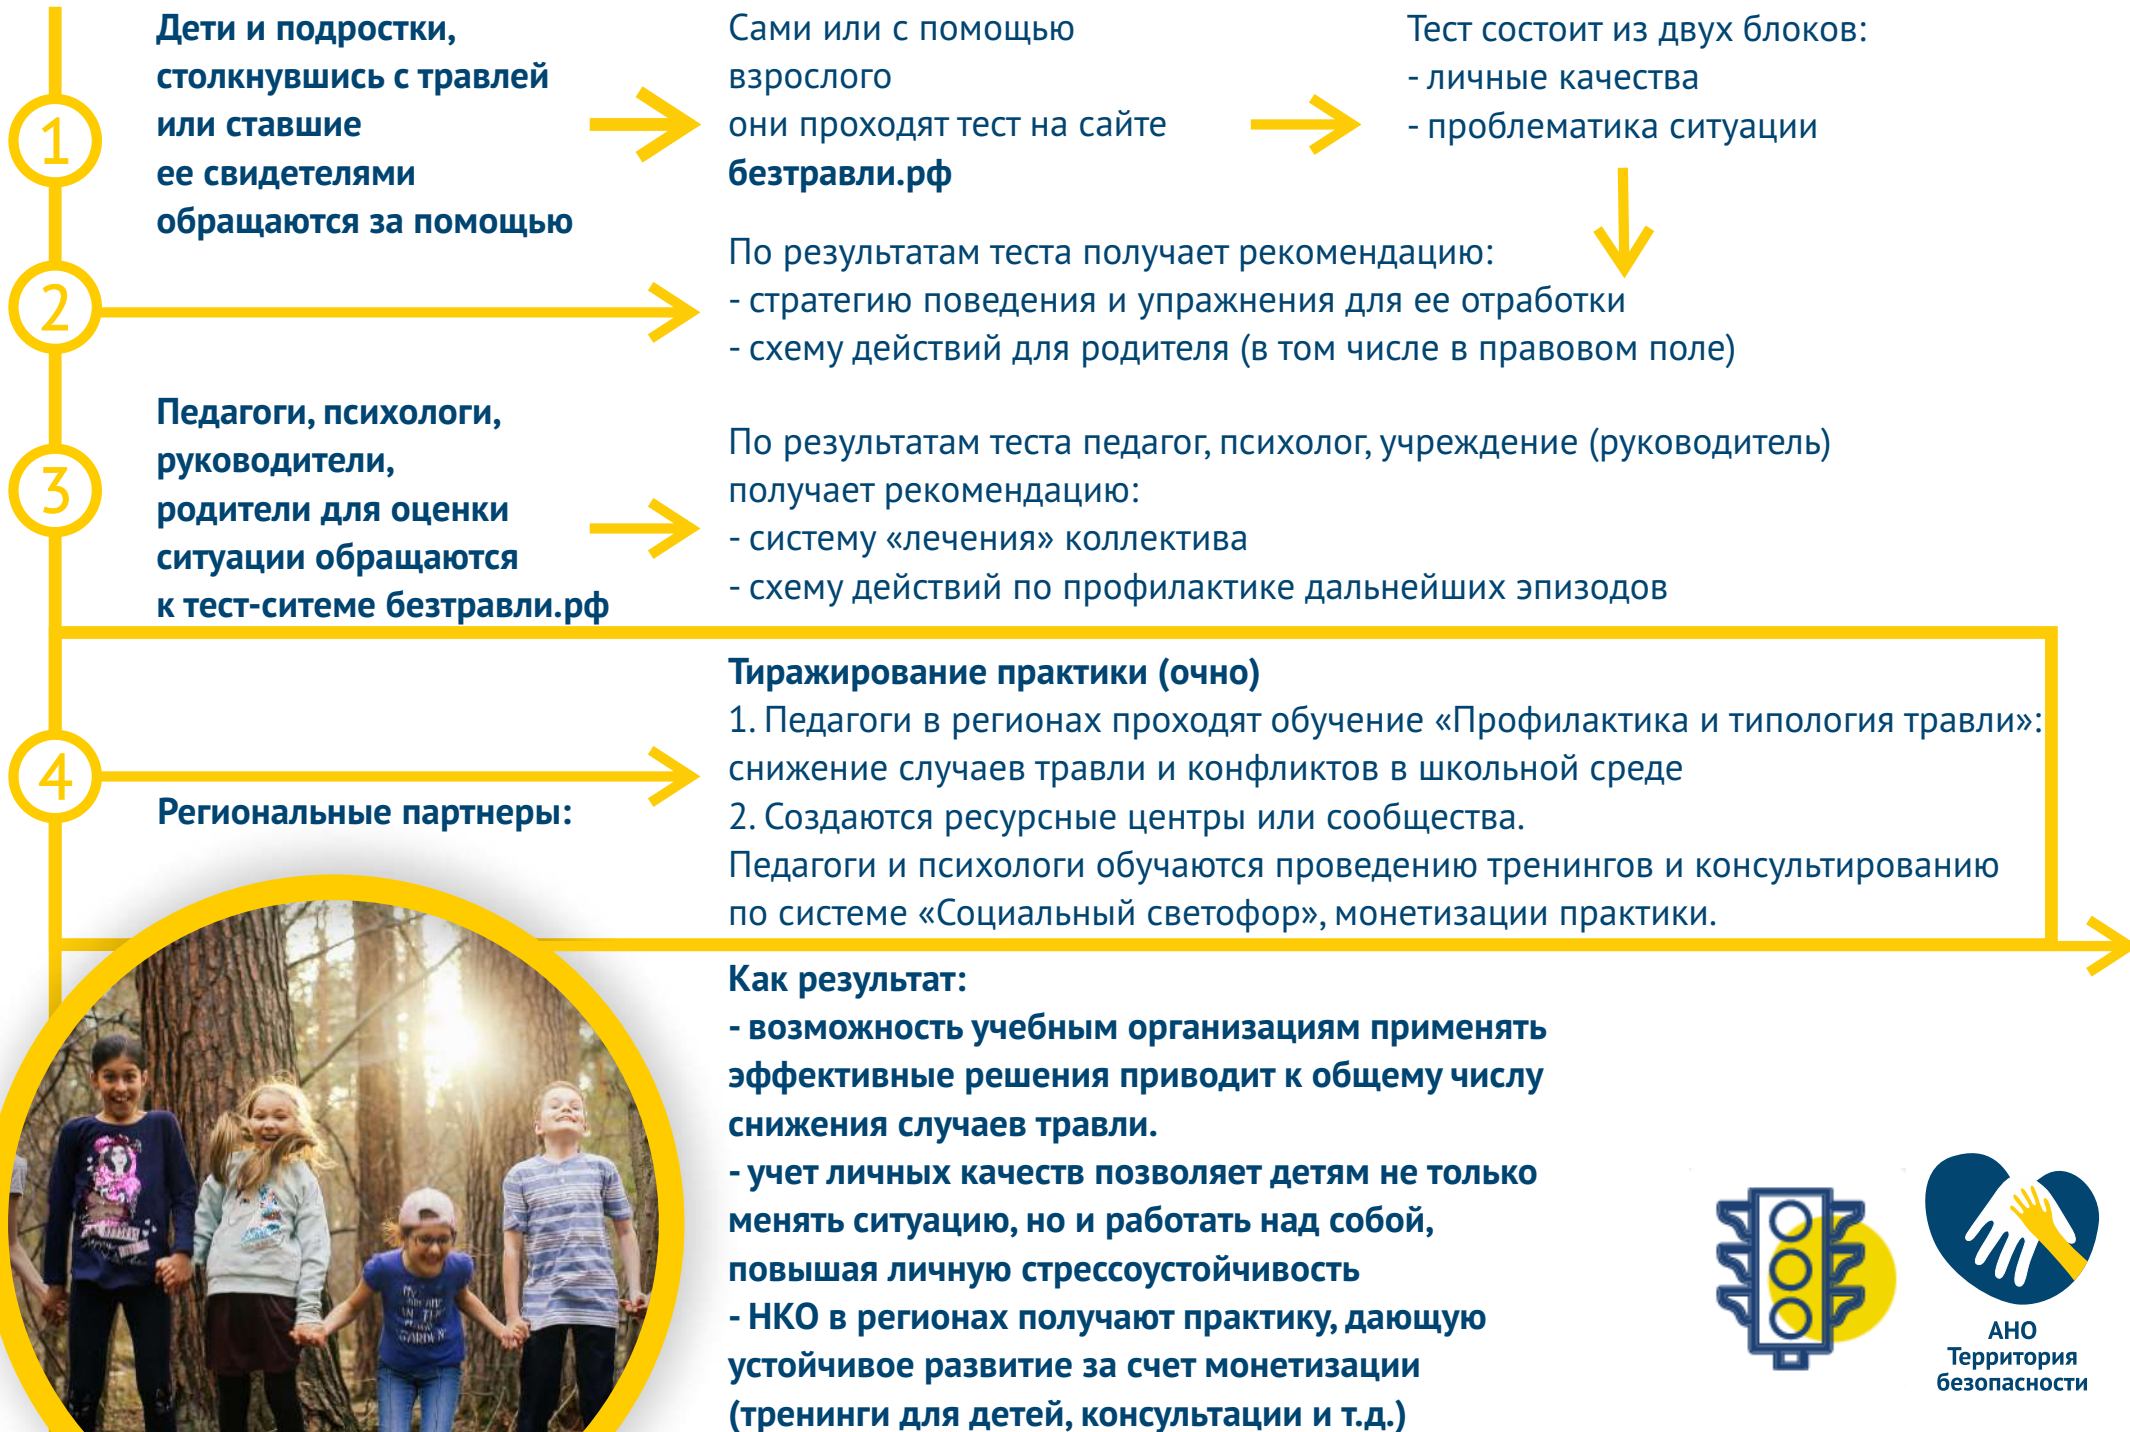 1
Дети и подростки,
столкнувшись с травлей
или ставшие
ее свидетелями
обращаются за помощью
Сами или с помощью
взрослого
они проходят тест на сайте
безтравли.рф
Тест состоит из двух блоков:
- личные качества
- проблематика ситуации
2
По результатам теста получает рекомендацию:
- стратегию поведения и упражнения для ее отработки
- схему действий для родителя (в том числе в правовом поле)
3
Педагоги, психологи,
руководители,
родители для оценки
ситуации обращаются
к тест-ситеме безтравли.рф
По результатам теста педагог, психолог, учреждение (руководитель)
получает рекомендацию:
- систему «лечения» коллектива
- схему действий по профилактике дальнейших эпизодов
4
Региональные партнеры:
Тиражирование практики (очно)
1. Педагоги в регионах проходят обучение «Профилактика и типология травли»:
снижение случаев травли и конфликтов в школьной среде
2. Создаются ресурсные центры или сообщества.
Педагоги и психологи обучаются проведению тренингов и консультированию
по системе «Социальный светофор», монетизации практики.
Как результат:
- возможность учебным организациям применять
эффективные решения приводит к общему числу
снижения случаев травли.
- учет личных качеств позволяет детям не только
менять ситуацию, но и работать над собой,
повышая личную стрессоустойчивость
- НКО в регионах получают практику, дающую
устойчивое развитие за счет монетизации
(тренинги для детей, консультации и т.д.)
АНО
Территория
безопасности
GARDEN